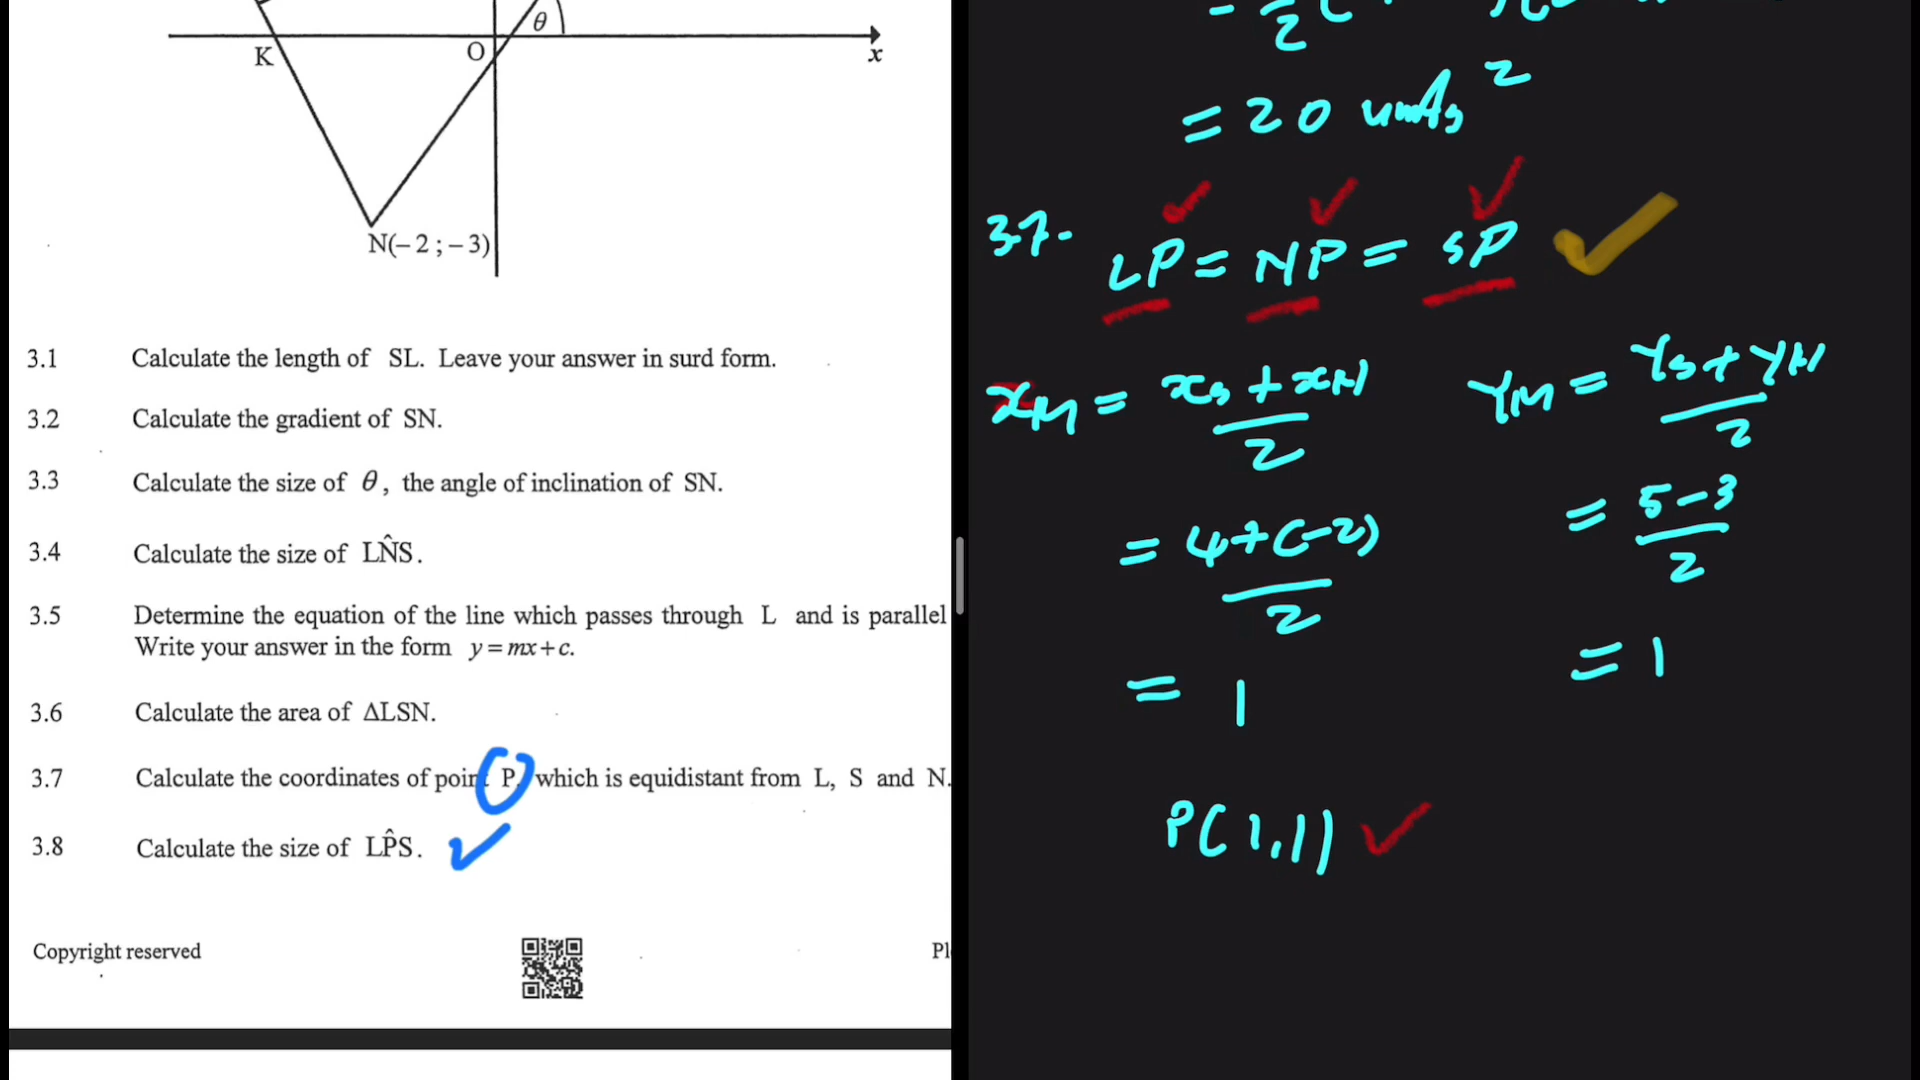 θ
K
O
x
N(−2 ; −3)
3.1 Calculate the length of SL. Leave your answer in surd form.
3.2 Calculate the gradient of SN.
3.3 Calculate the size of θ, the angle of inclination of SN.
3.4 Calculate the size of LN̂S.
3.5 Determine the equation of the line which passes through L and is parallel
Write your answer in the form y = mx + c.
3.6 Calculate the area of ΔLSN.
3.7 Calculate the coordinates of point P, which is equidistant from L, S and N.
3.8 Calculate the size of LP̂S.
Copyright reserved
Pl
= 20 units²
3.7. LP = NP = SP
xM = (xS + xN)/2
yM = (yS + yN)/2
= (4+(−2))/2
= (5−3)/2
= 1
= 1
P(1,1)